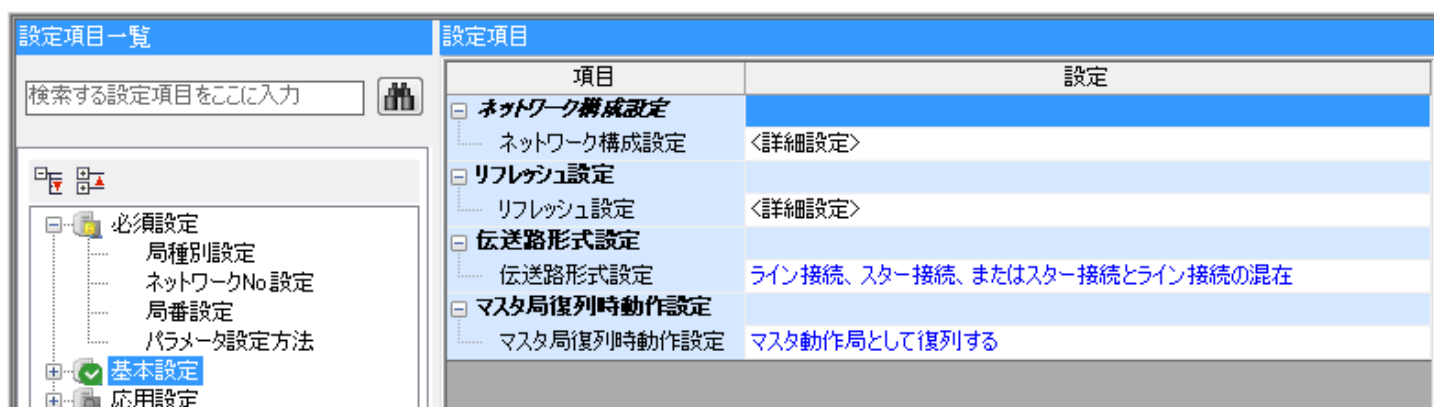 設定項目一覧
検索する設定項目をここに入力
必須設定
局種別設定
ネットワークNo設定
局番設定
パラメータ設定方法
基本設定
応用設定
設定項目
項目 設定
ネットワーク構成設定
ネットワーク構成設定 <詳細設定>
リフレッシュ設定
リフレッシュ設定 <詳細設定>
伝送路形式設定
伝送路形式設定 ライン接続、スター接続、またはスター接続とライン接続の混在
マスタ局復列時動作設定
マスタ局復列時動作設定 マスタ動作局として復列する